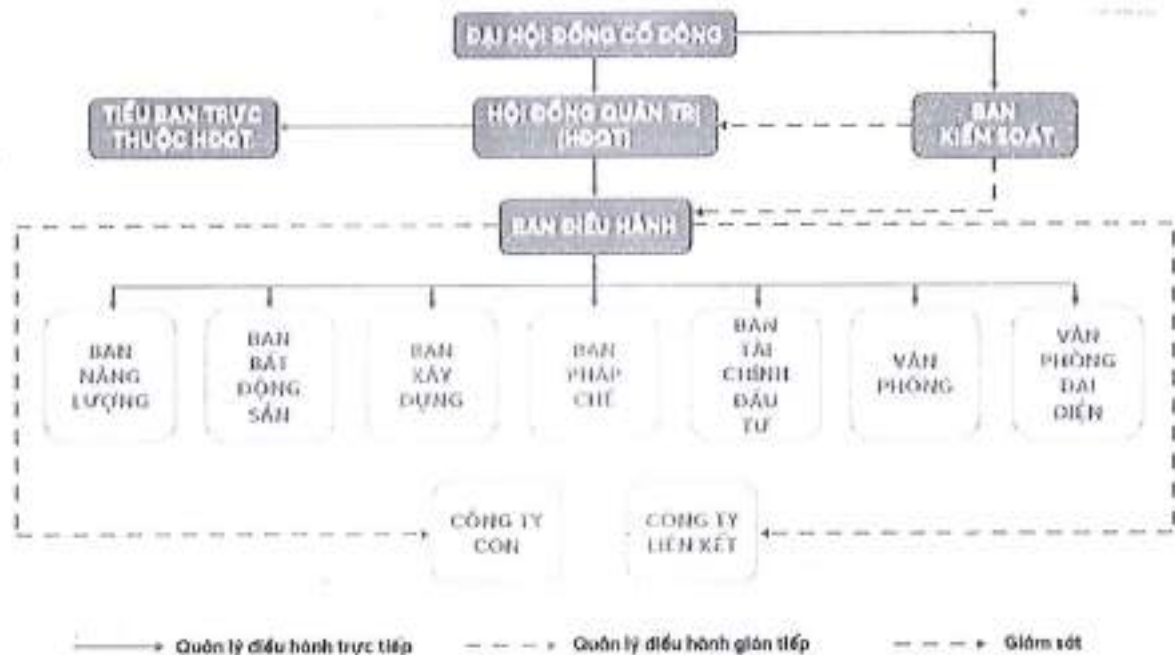 ĐẠI HỘI ĐỒNG CỔ ĐÔNG
TIỂU BAN TRỰC
THUỘC HĐQT
HỘI ĐỒNG QUẢN TRỊ
(HĐQT)
BAN
KIỂM SOÁT
BAN ĐIỀU HÀNH
BAN
NĂNG
LƯỢNG
BAN
BẤT
ĐỘNG
SẢN
BAN
XÂY
DỰNG
BAN
PHÁP
CHẾ
BAN
TÀI
CHÍNH
ĐẦU
TƯ
VĂN
PHÒNG
VĂN
PHÒNG
ĐẠI
DIỆN
CÔNG TY
CON
CÔNG TY
LIÊN KẾT
Quản lý điều hành trực tiếp
Quản lý điều hành gián tiếp
Giám sát